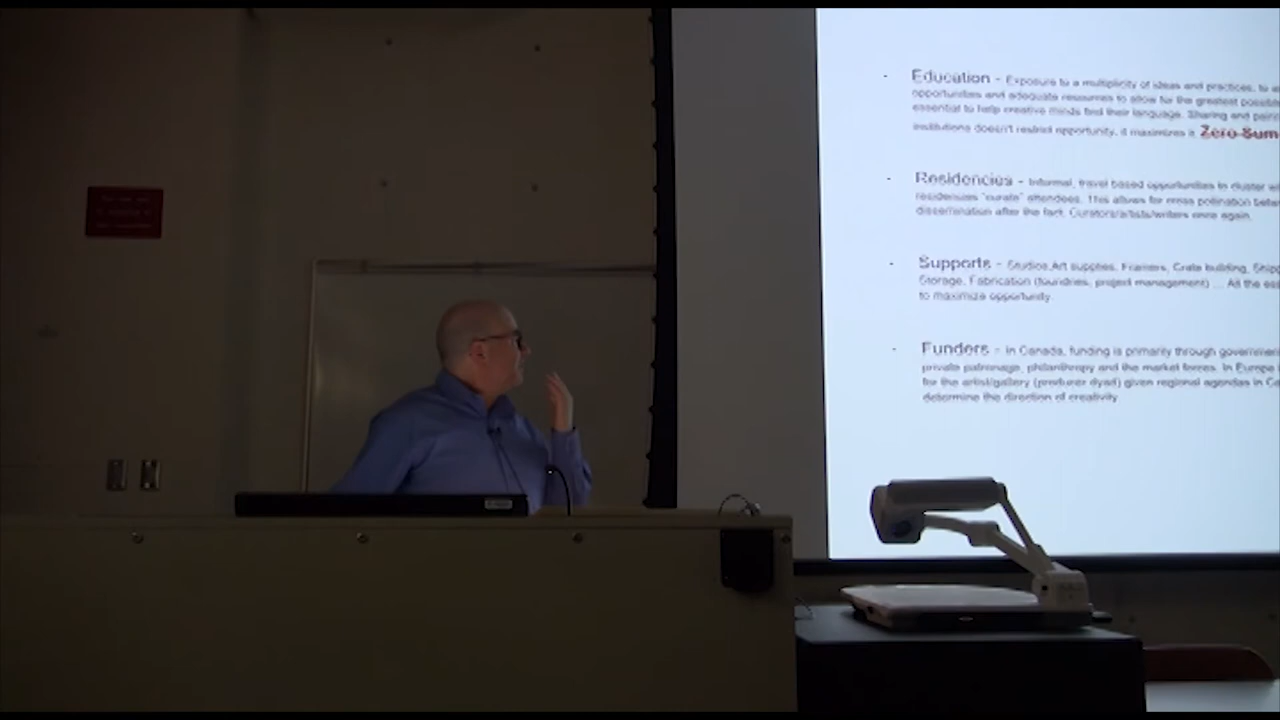 - Education - Exposure to a multiplicity of ideas and practices, to
opportunities and adequate resources to allow for the greatest
essential to help creative minds find their language. Sharing and
institutions doesn't restrict opportunity, it maximizes it. Zero Sum
- Residencies - Informal, travel based opportunities to cluster
residencies "curate" attendees. This allows for cross pollination
dissemination after the fact. Curators/artists/writers once again.
- Supports - Studios, Art supplies, Framers, Crate building,
Storage, Fabrication (foundries, project management) ... All the
to maximize opportunity.
- Funders - In Canada, funding is primarily through
private patronage, philanthropy and the market forces. In Europe
for the artist/gallery (producer dyad) given regional agendas in
determine the direction of creativity